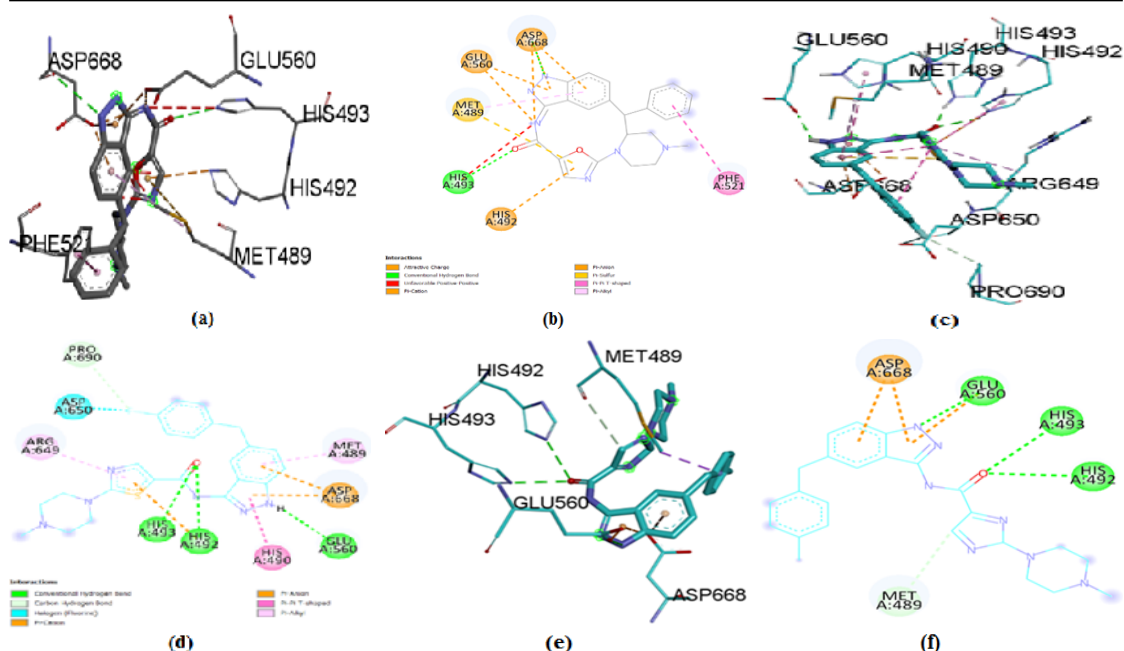 ASP668
GLU560
HIS493
HIS492
PHE521
MET489
(a)
ASP
A:668
GLU
A:560
MET
A:489
HIS
A:493
HIS
A:492
PHE
A:521
N
N
N
O
O
N
N
N
Interactions
Attractive Charge
Conventional Hydrogen Bond
Unfavorable Positive-Positive
Pi-Cation
Pi-Anion
Pi-Sulfur
Pi-Pi T-shaped
Pi-Alkyl
(b)
GLU560
HIS493
HIS490
HIS492
MET489
ASP668
ARG649
ASP650
PRO690
(c)
PRO
A:690
ASP
A:650
ARG
A:649
MET
A:489
ASP
A:668
HIS
A:493
HIS
A:492
HIS
A:490
GLU
A:560
H
Interactions
Conventional Hydrogen Bond
Carbon Hydrogen Bond
Halogen (Fluorine)
Pi-Cation
Pi-Anion
Pi-Pi T-shaped
Pi-Alkyl
(d)
MET489
HIS492
HIS493
GLU560
ASP668
(e)
ASP
A:668
GLU
A:560
HIS
A:493
HIS
A:492
MET
A:489
NH
N
NH
O
N
N
N
N
(f)